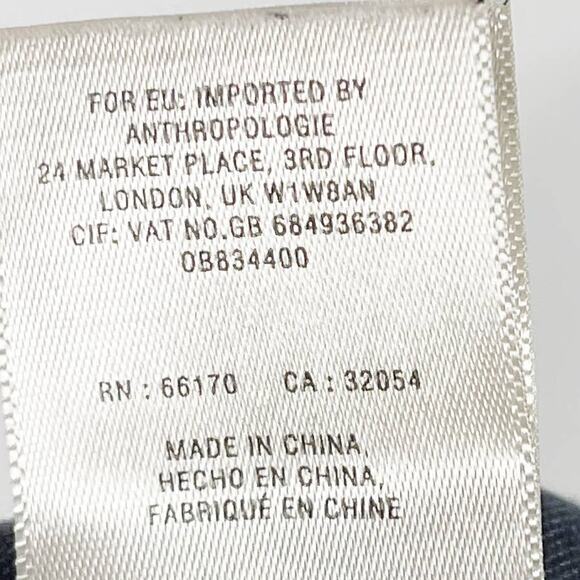 FOR EU: IMPORTED BY
ANTHROPOLOGIE
24 MARKET PLACE, 3RD FLOOR,
LONDON, UK W1W8AN
CIF: VAT NO.GB 684936382
OB834400
RN : 66170 CA : 32054
MADE IN CHINA,
HECHO EN CHINA,
FABRIQUÉ EN CHINE